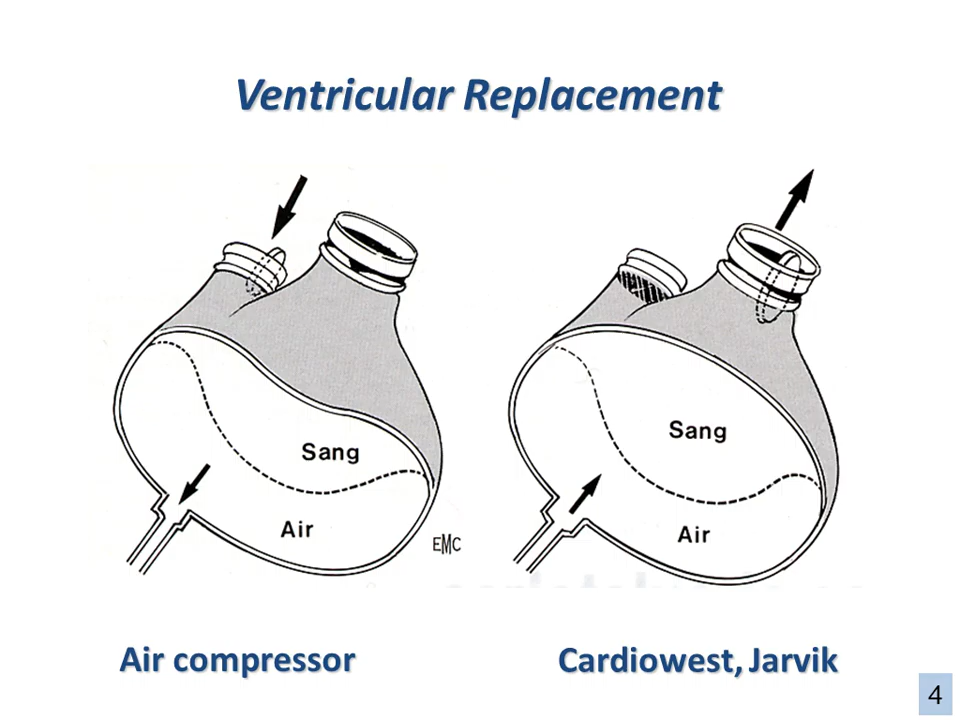 Ventricular Replacement
Sang
Air
EMC
Sang
Air
Air compressor
Cardiowest, Jarvik
4